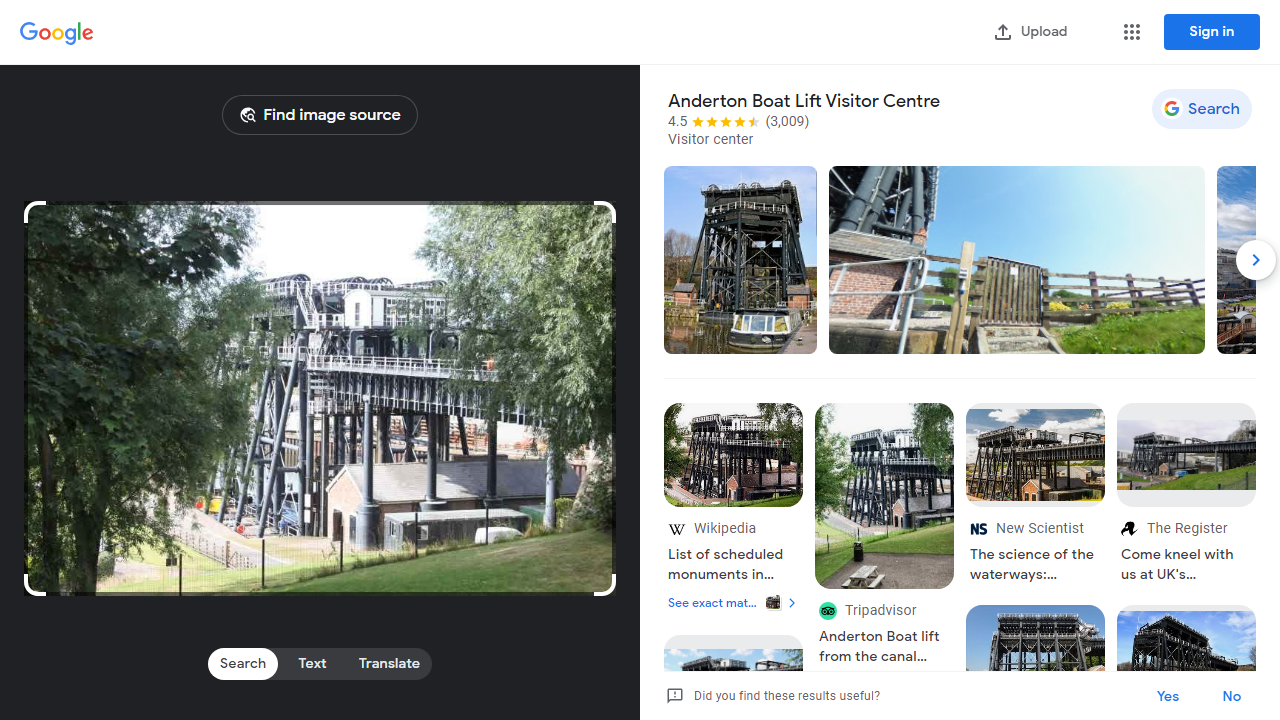 Google
Upload
Sign in
Find image source
Search
Text
Translate
Anderton Boat Lift Visitor Centre
4.5 (3,009)
Visitor center
Search
Wikipedia
List of scheduled
monuments in...
See exact mat...
Tripadvisor
Anderton Boat lift
from the canal...
NS New Scientist
The science of the
waterways:...
The Register
Come kneel with
us at UK's...
Did you find these results useful?
Yes
No